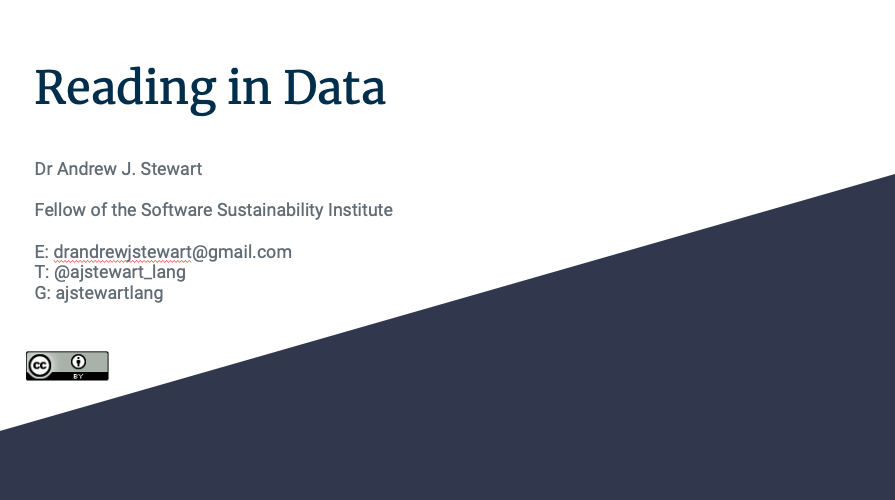 Reading in Data
Dr Andrew J. Stewart
Fellow of the Software Sustainability Institute
E: drandrewjstewart@gmail.com
T: @ajstewart_lang
G: ajstewartlang
cc
BY